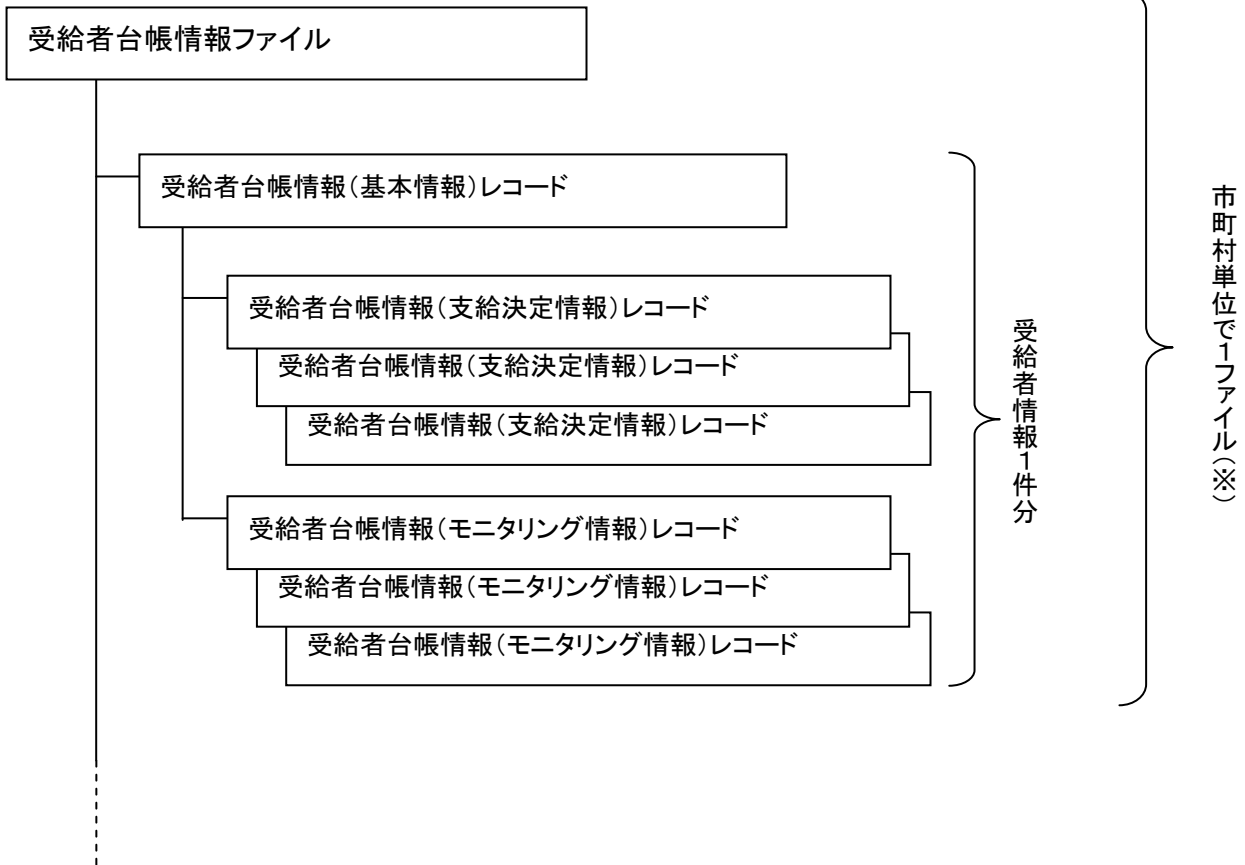 受給者台帳情報ファイル
受給者台帳情報（基本情報）レコード
受給者台帳情報（支給決定情報）レコード
受給者台帳情報（支給決定情報）レコード
受給者台帳情報（支給決定情報）レコード
受給者台帳情報（モニタリング情報）レコード
受給者台帳情報（モニタリング情報）レコード
受給者台帳情報（モニタリング情報）レコード
受給者情報１件分
市町村単位で１ファイル（※）